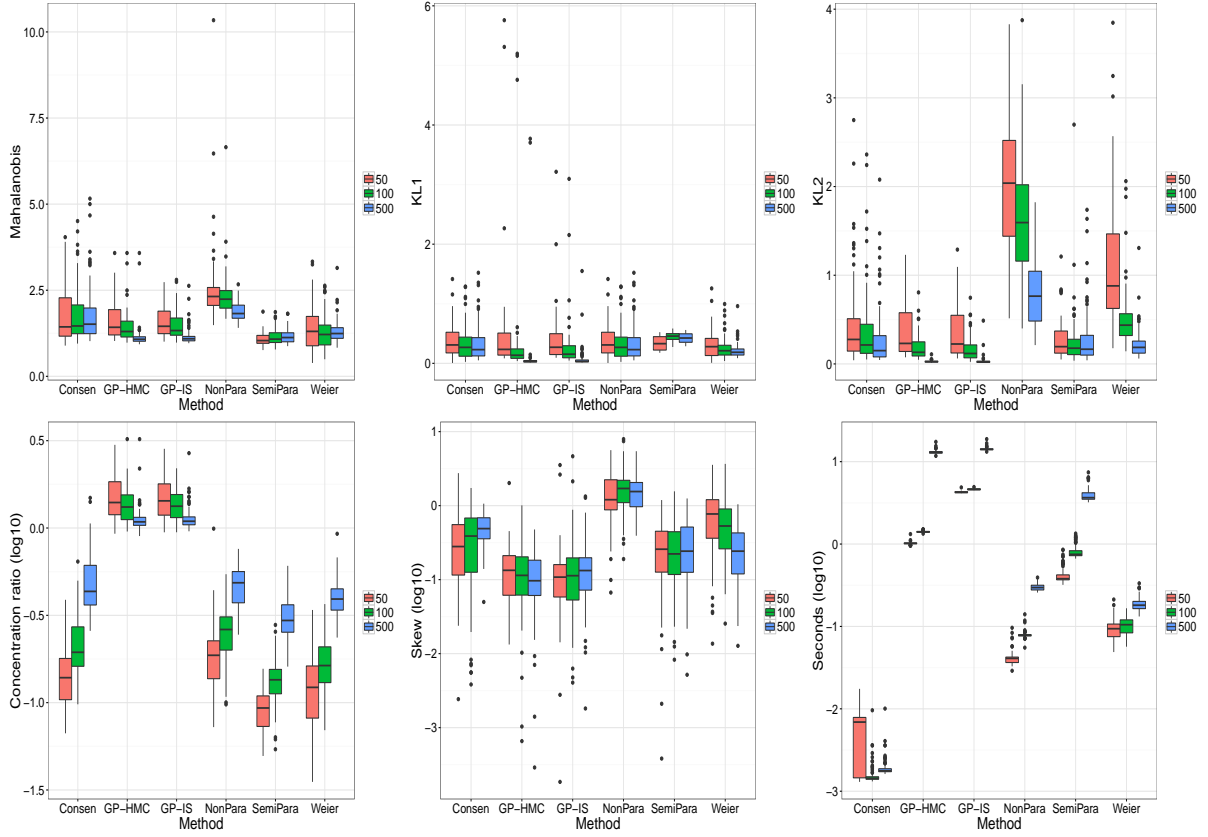 Mahalanobis
10.0
7.5
5.0
2.5
0.0
Consen GP−HMC GP−IS NonPara SemiPara Weier
Method
50
100
500
KL1
6
4
2
0
Consen GP−HMC GP−IS NonPara SemiPara Weier
Method
50
100
500
KL2
4
3
2
1
0
Consen GP−HMC GP−IS NonPara SemiPara Weier
Method
50
100
500
Concentration ratio (log10)
0.5
0.0
−0.5
−1.0
−1.5
Consen GP−HMC GP−IS NonPara SemiPara Weier
Method
50
100
500
Skew (log10)
1
0
−1
−2
−3
Consen GP−HMC GP−IS NonPara SemiPara Weier
Method
50
100
500
Seconds (log10)
1
0
−1
−2
−3
Consen GP−HMC GP−IS NonPara SemiPara Weier
Method
50
100
500